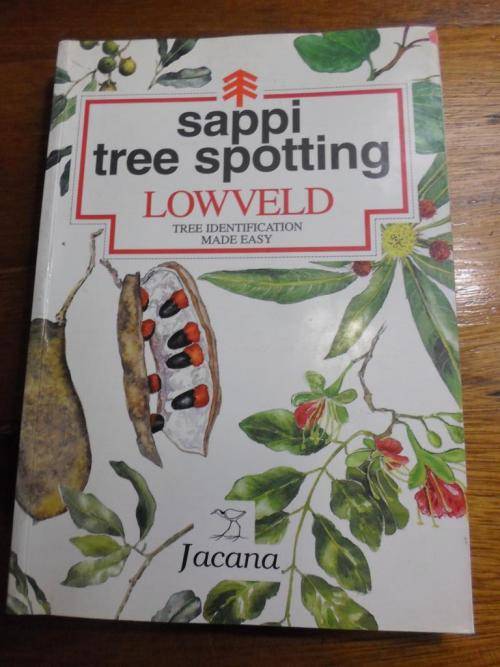 sappi
tree spotting
LOWVELD
TREE IDENTIFICATION
MADE EASY
Jacana